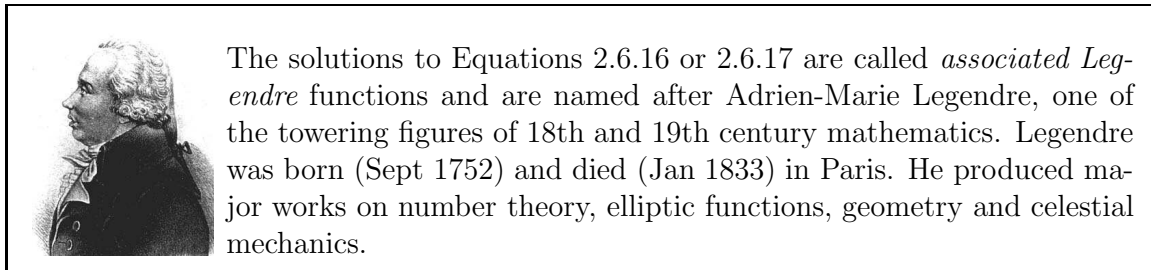 The solutions to Equations 2.6.16 or 2.6.17 are called associated Leg-
endre functions and are named after Adrien-Marie Legendre, one of
the towering figures of 18th and 19th century mathematics. Legendre
was born (Sept 1752) and died (Jan 1833) in Paris. He produced ma-
jor works on number theory, elliptic functions, geometry and celestial
mechanics.